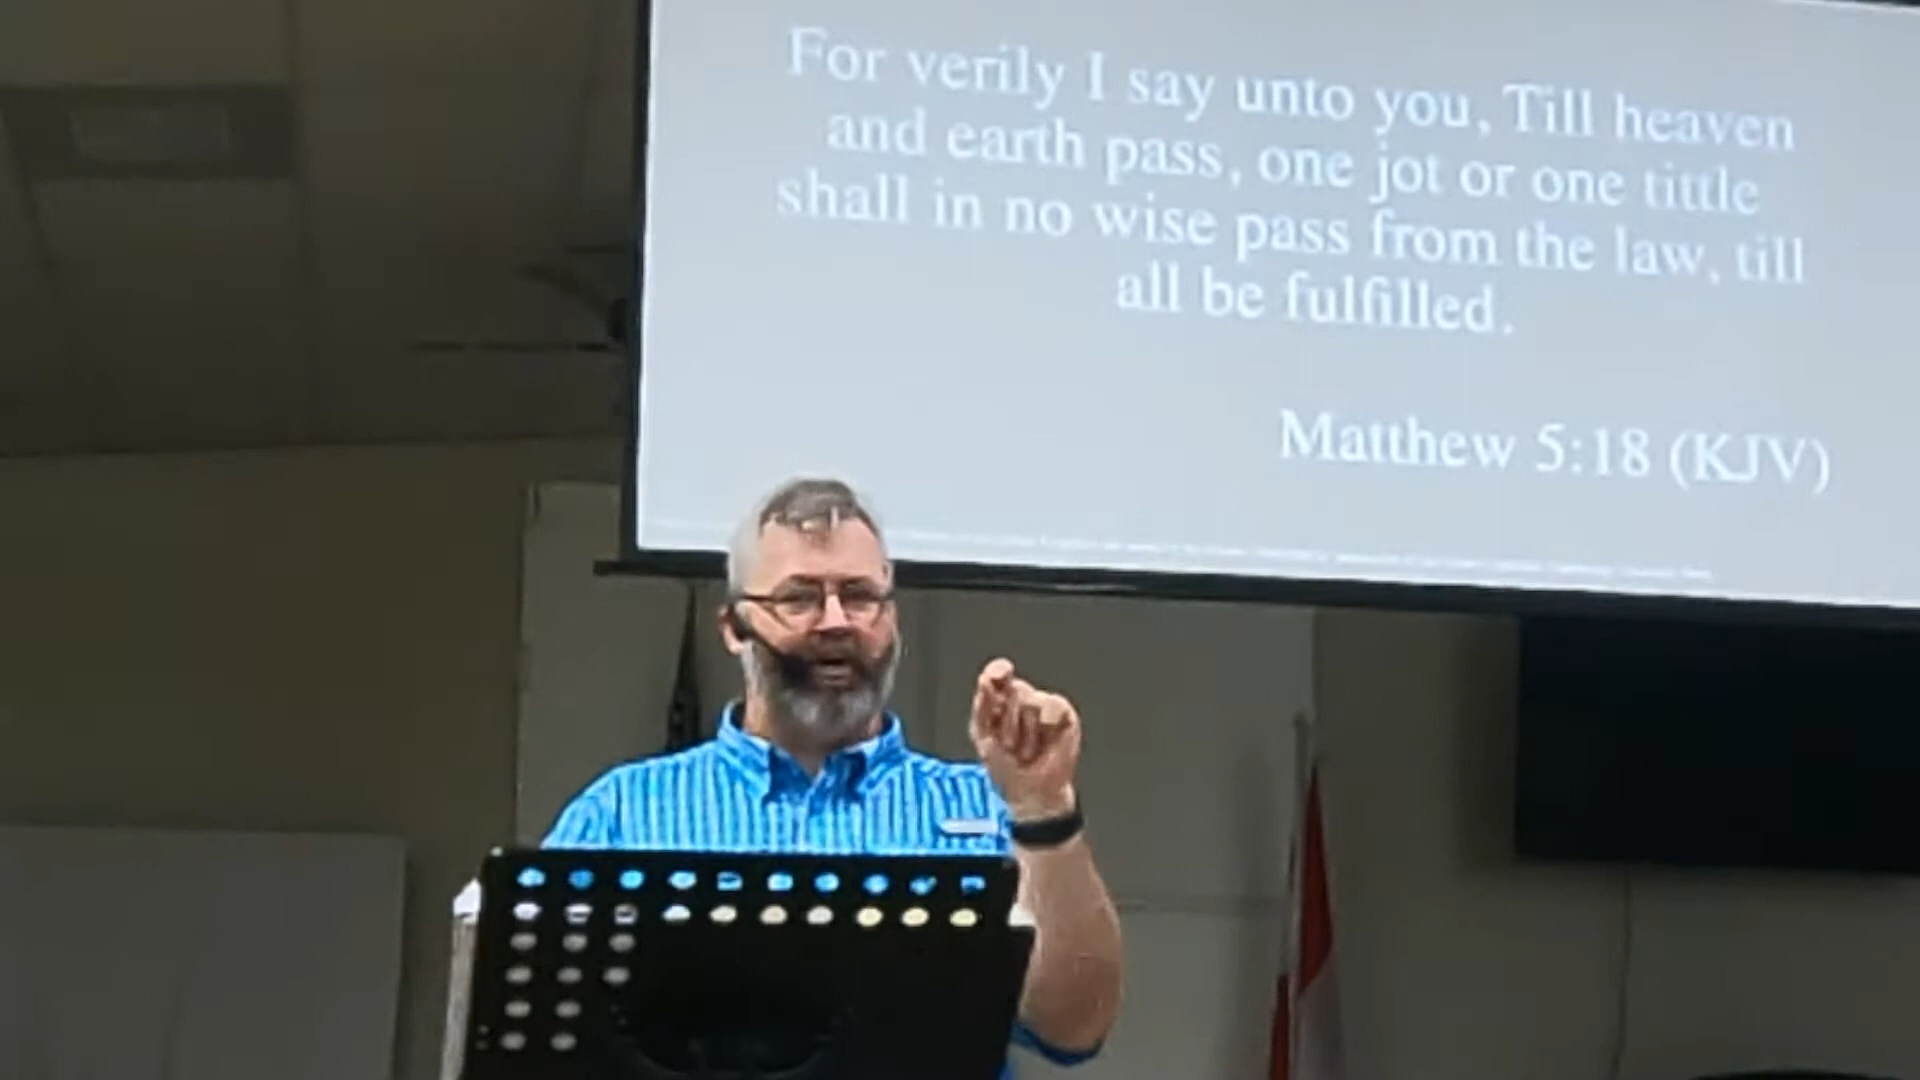 For verily I say unto you, Till heaven
and earth pass, one jot or one tittle
shall in no wise pass from the law, till
all be fulfilled.
Matthew 5:18 (KJV)